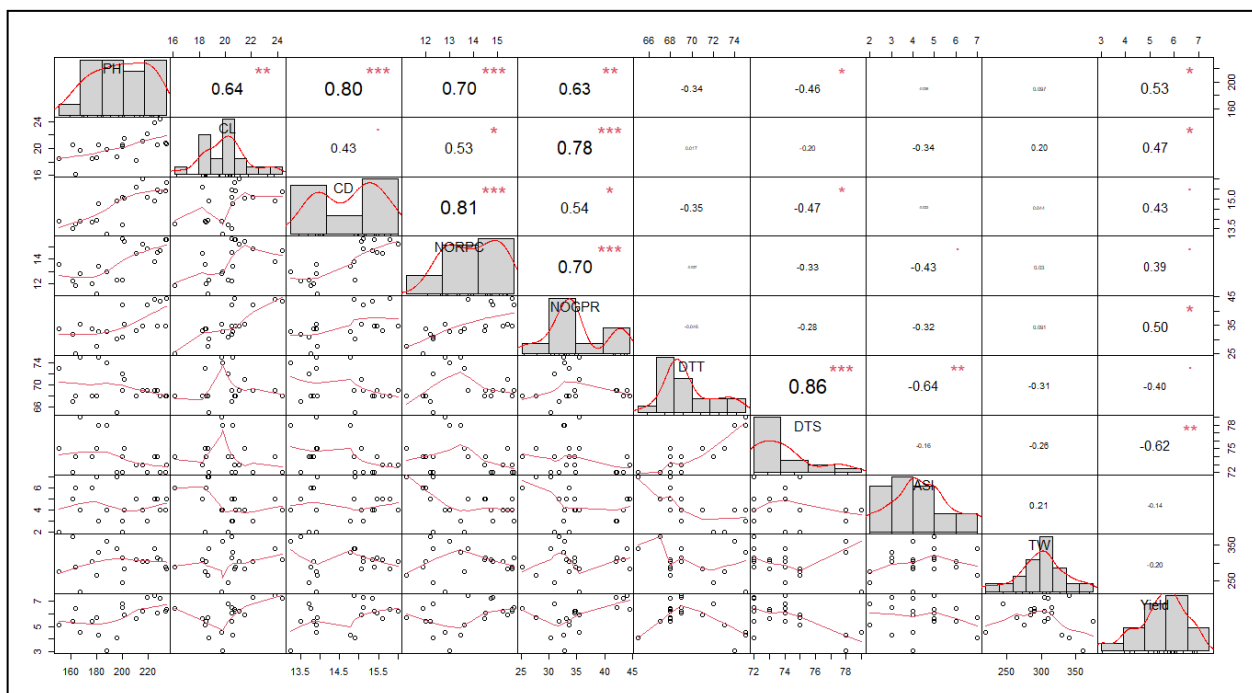 16 18 20 22 24 12 13 14 15 66 68 70 72 74 2 3 4 5 6 7 3 4 5 6 7
PH 0.64 ** 0.80 *** 0.70 *** 0.63 ** -0.34 -0.46 * 0.53 * 160 200
16 20 24 CL 0.43 . 0.53 * 0.78 *** -0.20 -0.34 0.20 0.47 *
CD 0.81 *** 0.54 * -0.35 -0.47 * 0.43 . 13.5 15.0
12 14 NORPC 0.70 *** -0.33 -0.43 . 0.03 0.39 .
NOGPR -0.28 -0.32 0.50 * 25 35 45
66 70 74 DTT 0.86 *** -0.64 ** -0.31 -0.40 .
DTS -0.16 -0.26 -0.62 ** 72 75 78
2 4 6 ASI 0.21 -0.14
TW -0.20 250 350
3 5 7 Yield
160 180 200 220 13.5 14.5 15.5 25 30 35 40 45 72 74 76 78 250 300 350